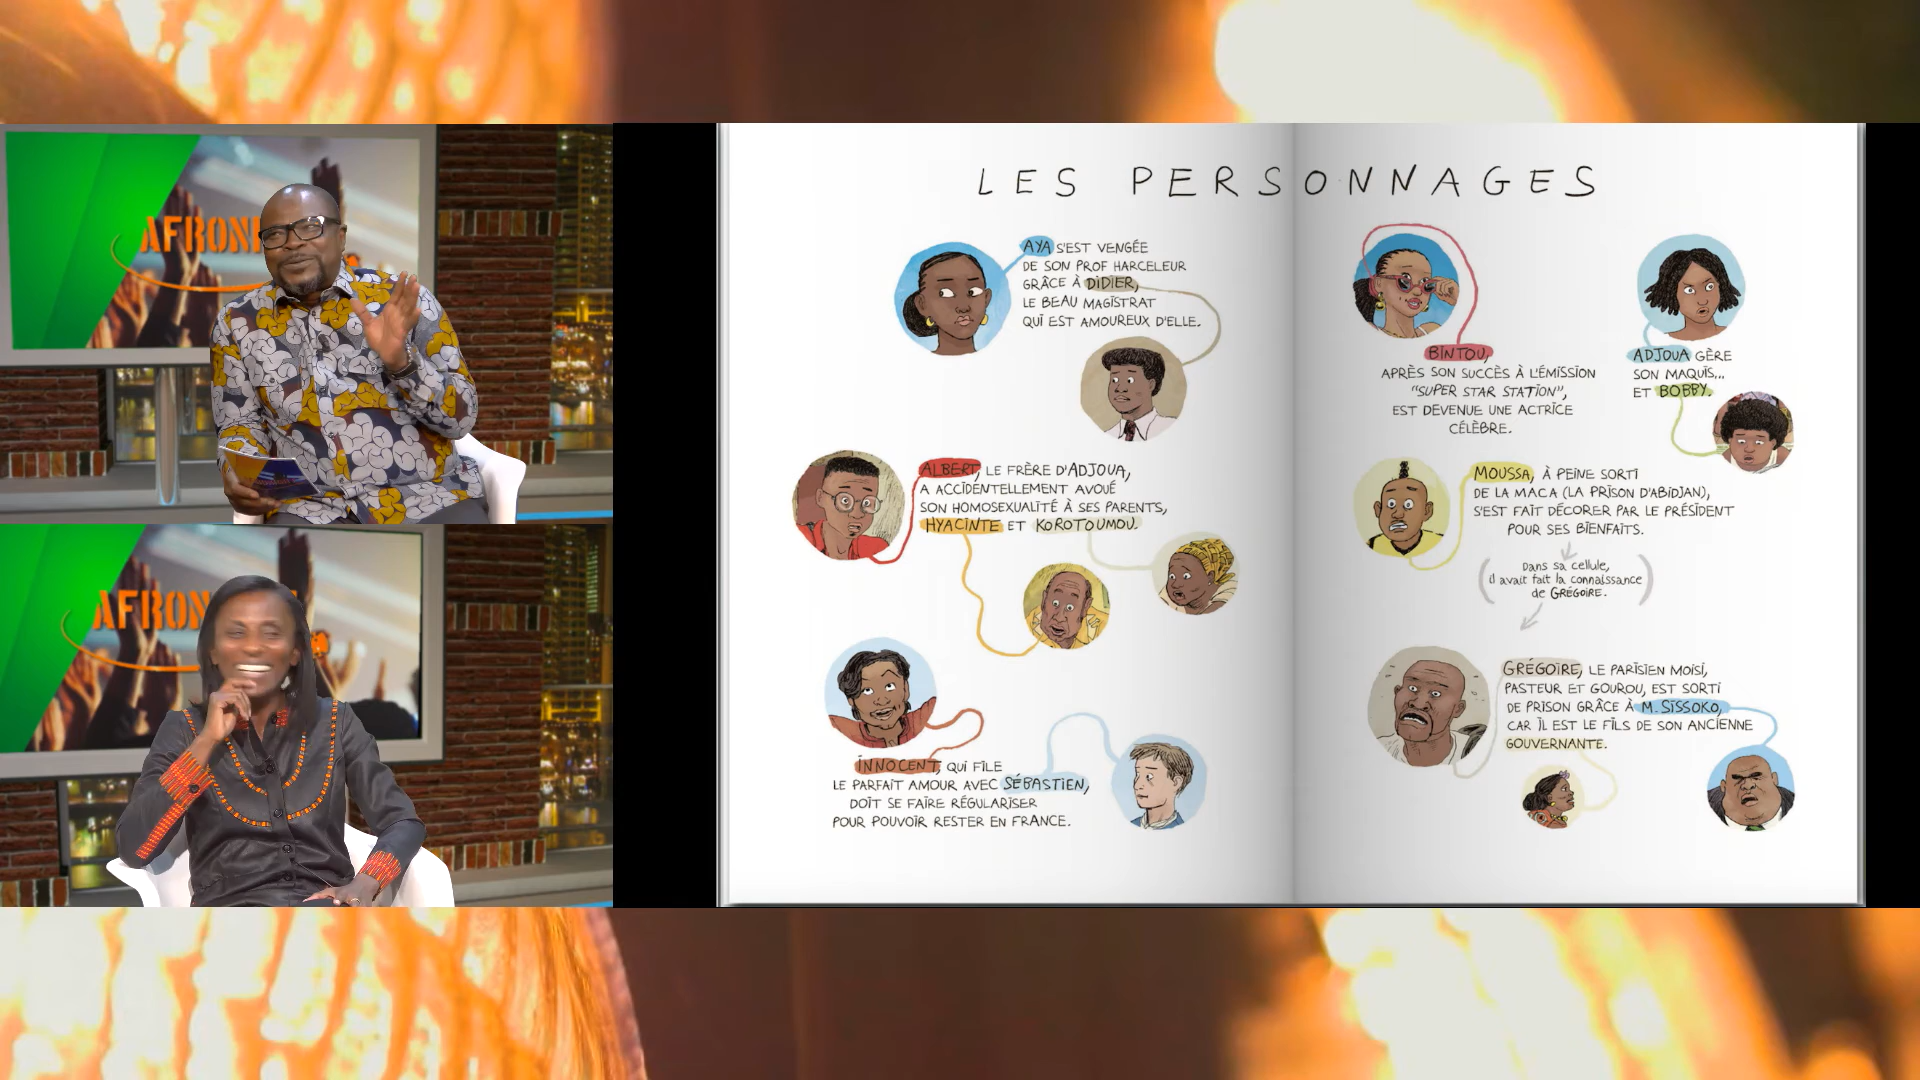 AFRON
AFRON
LES PERSONNAGES
AYA S'EST VENGÉE
DE SON PROF HARCELEUR
GRÂCE À DIDIER,
LE BEAU MAGISTRAT
QUI EST AMOUREUX D'ELLE.
ALBERT, LE FRÈRE D'ADJOUA,
A ACCIDENTELLEMENT AVOUÉ
SON HOMOSEXUALITÉ À SES PARENTS,
HYACINTE ET KOROTOUMOU.
INNOCENT, QUI FILE
LE PARFAIT AMOUR AVEC SÉBASTIEN,
DOIT SE FAIRE RÉGULARISER
POUR POUVOIR RESTER EN FRANCE.
BINTOU,
APRÈS SON SUCCÈS À L'ÉMISSION
"SUPER STAR STATION",
EST DEVENUE UNE ACTRICE
CÉLÈBRE.
ADJOUA GÈRE
SON MAQUIS...
ET BOBBY.
MOUSSA, À PEINE SORTI
DE LA MACA (LA PRISON D'ABIDJAN),
S'EST FAIT DÉCORER PAR LE PRÉSIDENT
POUR SES BIENFAITS.
(Dans sa cellule,
il avait fait la connaissance
de GRÉGOIRE.)
GRÉGOIRE, LE PARISIEN MOISI,
PASTEUR ET GOUROU, EST SORTI
DE PRISON GRÂCE À M. SISSOKO,
CAR IL EST LE FILS DE SON ANCIENNE
GOUVERNANTE.